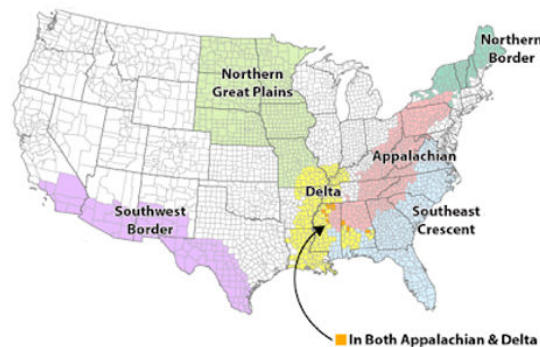 Northern
Border
Northern
Great Plains
Appalachian
Delta
Southeast
Crescent
Southwest
Border
In Both Appalachian & Delta